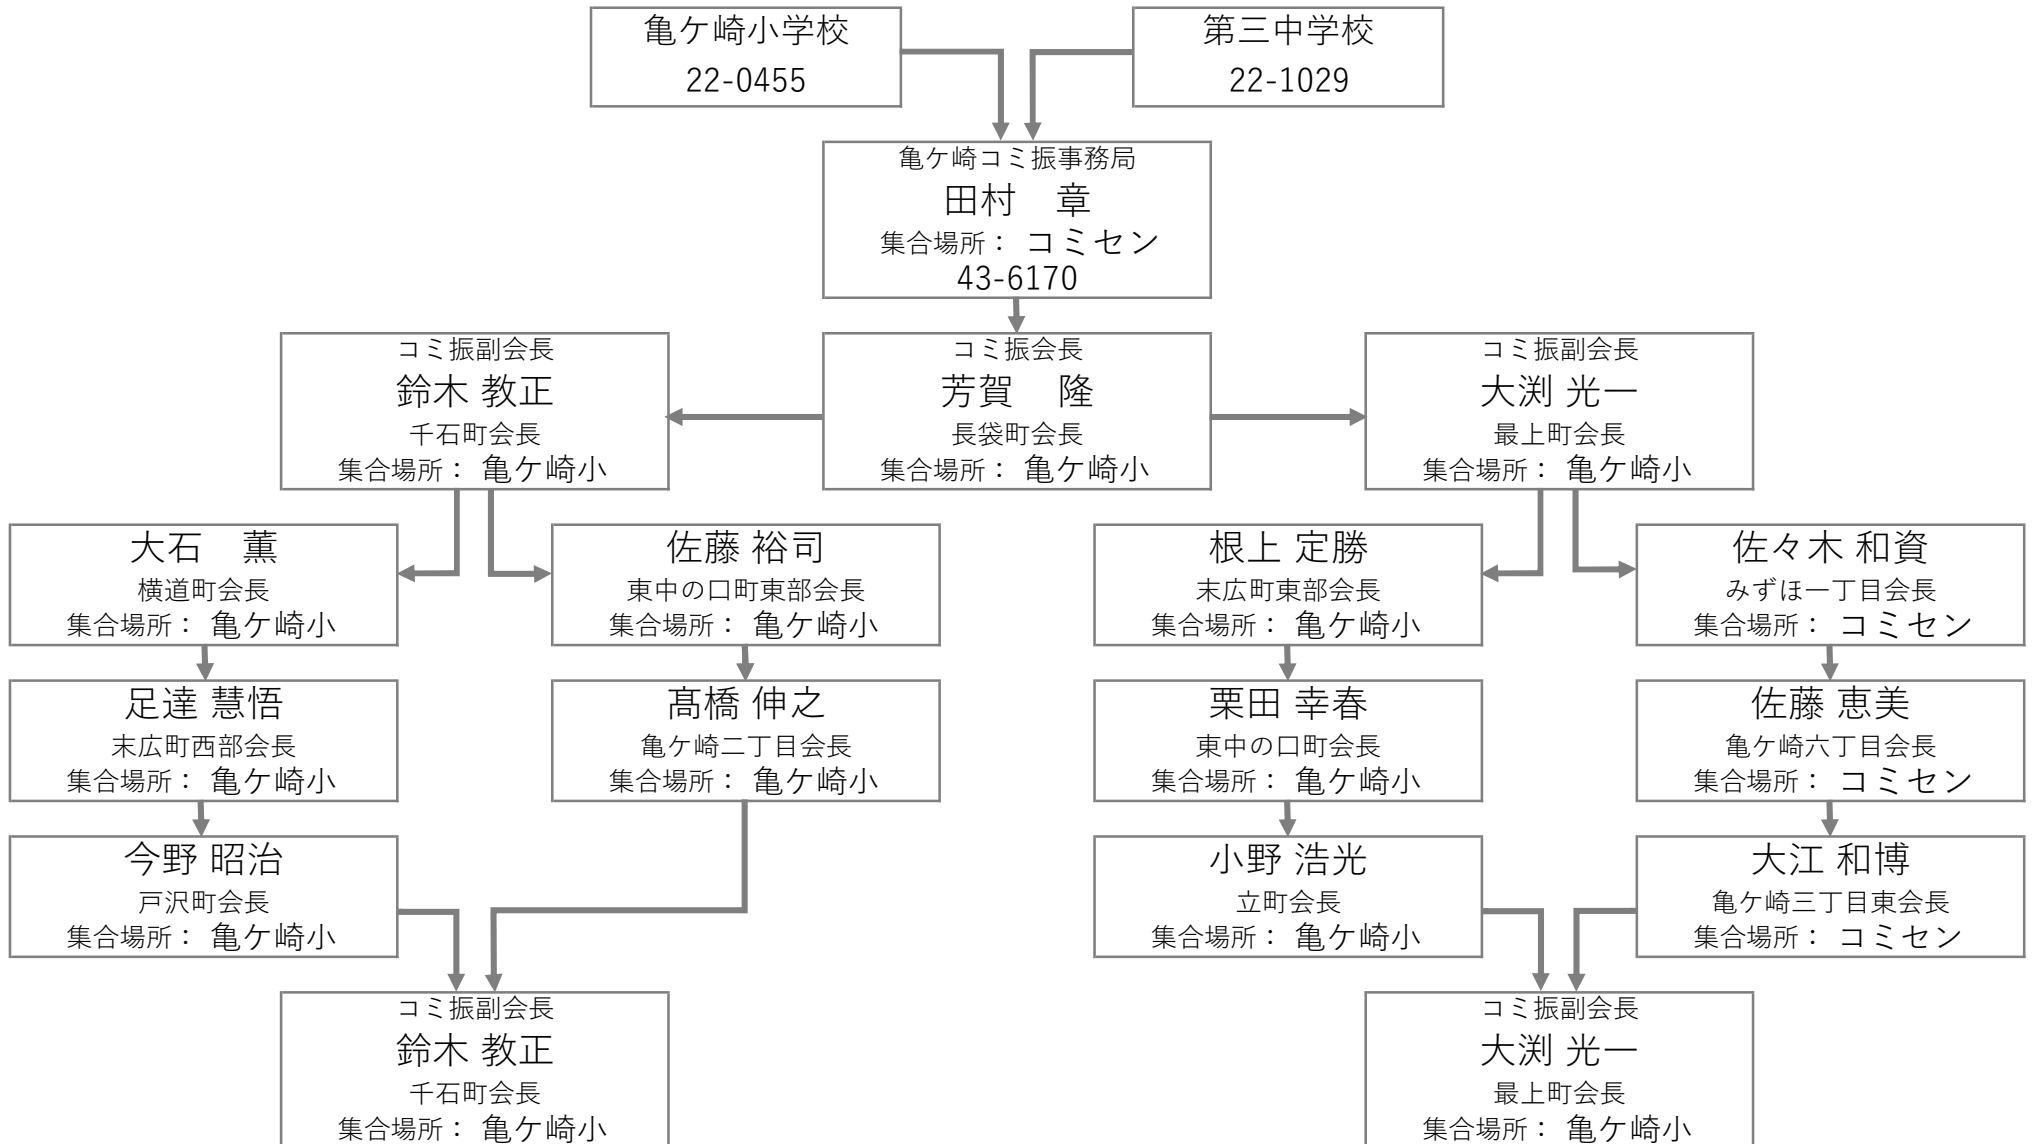 亀ケ崎小学校
22-0455
第三中学校
22-1029
亀ケ崎コミ振事務局
田村　章
集合場所： コミセン
43-6170
コミ振副会長
鈴木 教正
千石町会長
集合場所： 亀ケ崎小
コミ振会長
芳賀　隆
長袋町会長
集合場所： 亀ケ崎小
コミ振副会長
大渕 光一
最上町会長
集合場所： 亀ケ崎小
大石　薫
横道町会長
集合場所： 亀ケ崎小
佐藤 裕司
東中の口町東部会長
集合場所： 亀ケ崎小
根上 定勝
末広町東部会長
集合場所： 亀ケ崎小
佐々木 和資
みずほ一丁目会長
集合場所： コミセン
足達 慧悟
末広町西部会長
集合場所： 亀ケ崎小
髙橋 伸之
亀ケ崎二丁目会長
集合場所： 亀ケ崎小
栗田 幸春
東中の口町会長
集合場所： 亀ケ崎小
佐藤 恵美
亀ケ崎六丁目会長
集合場所： コミセン
今野 昭治
戸沢町会長
集合場所： 亀ケ崎小
小野 浩光
立町会長
集合場所： 亀ケ崎小
大江 和博
亀ケ崎三丁目東会長
集合場所： コミセン
コミ振副会長
鈴木 教正
千石町会長
集合場所： 亀ケ崎小
コミ振副会長
大渕 光一
最上町会長
集合場所： 亀ケ崎小